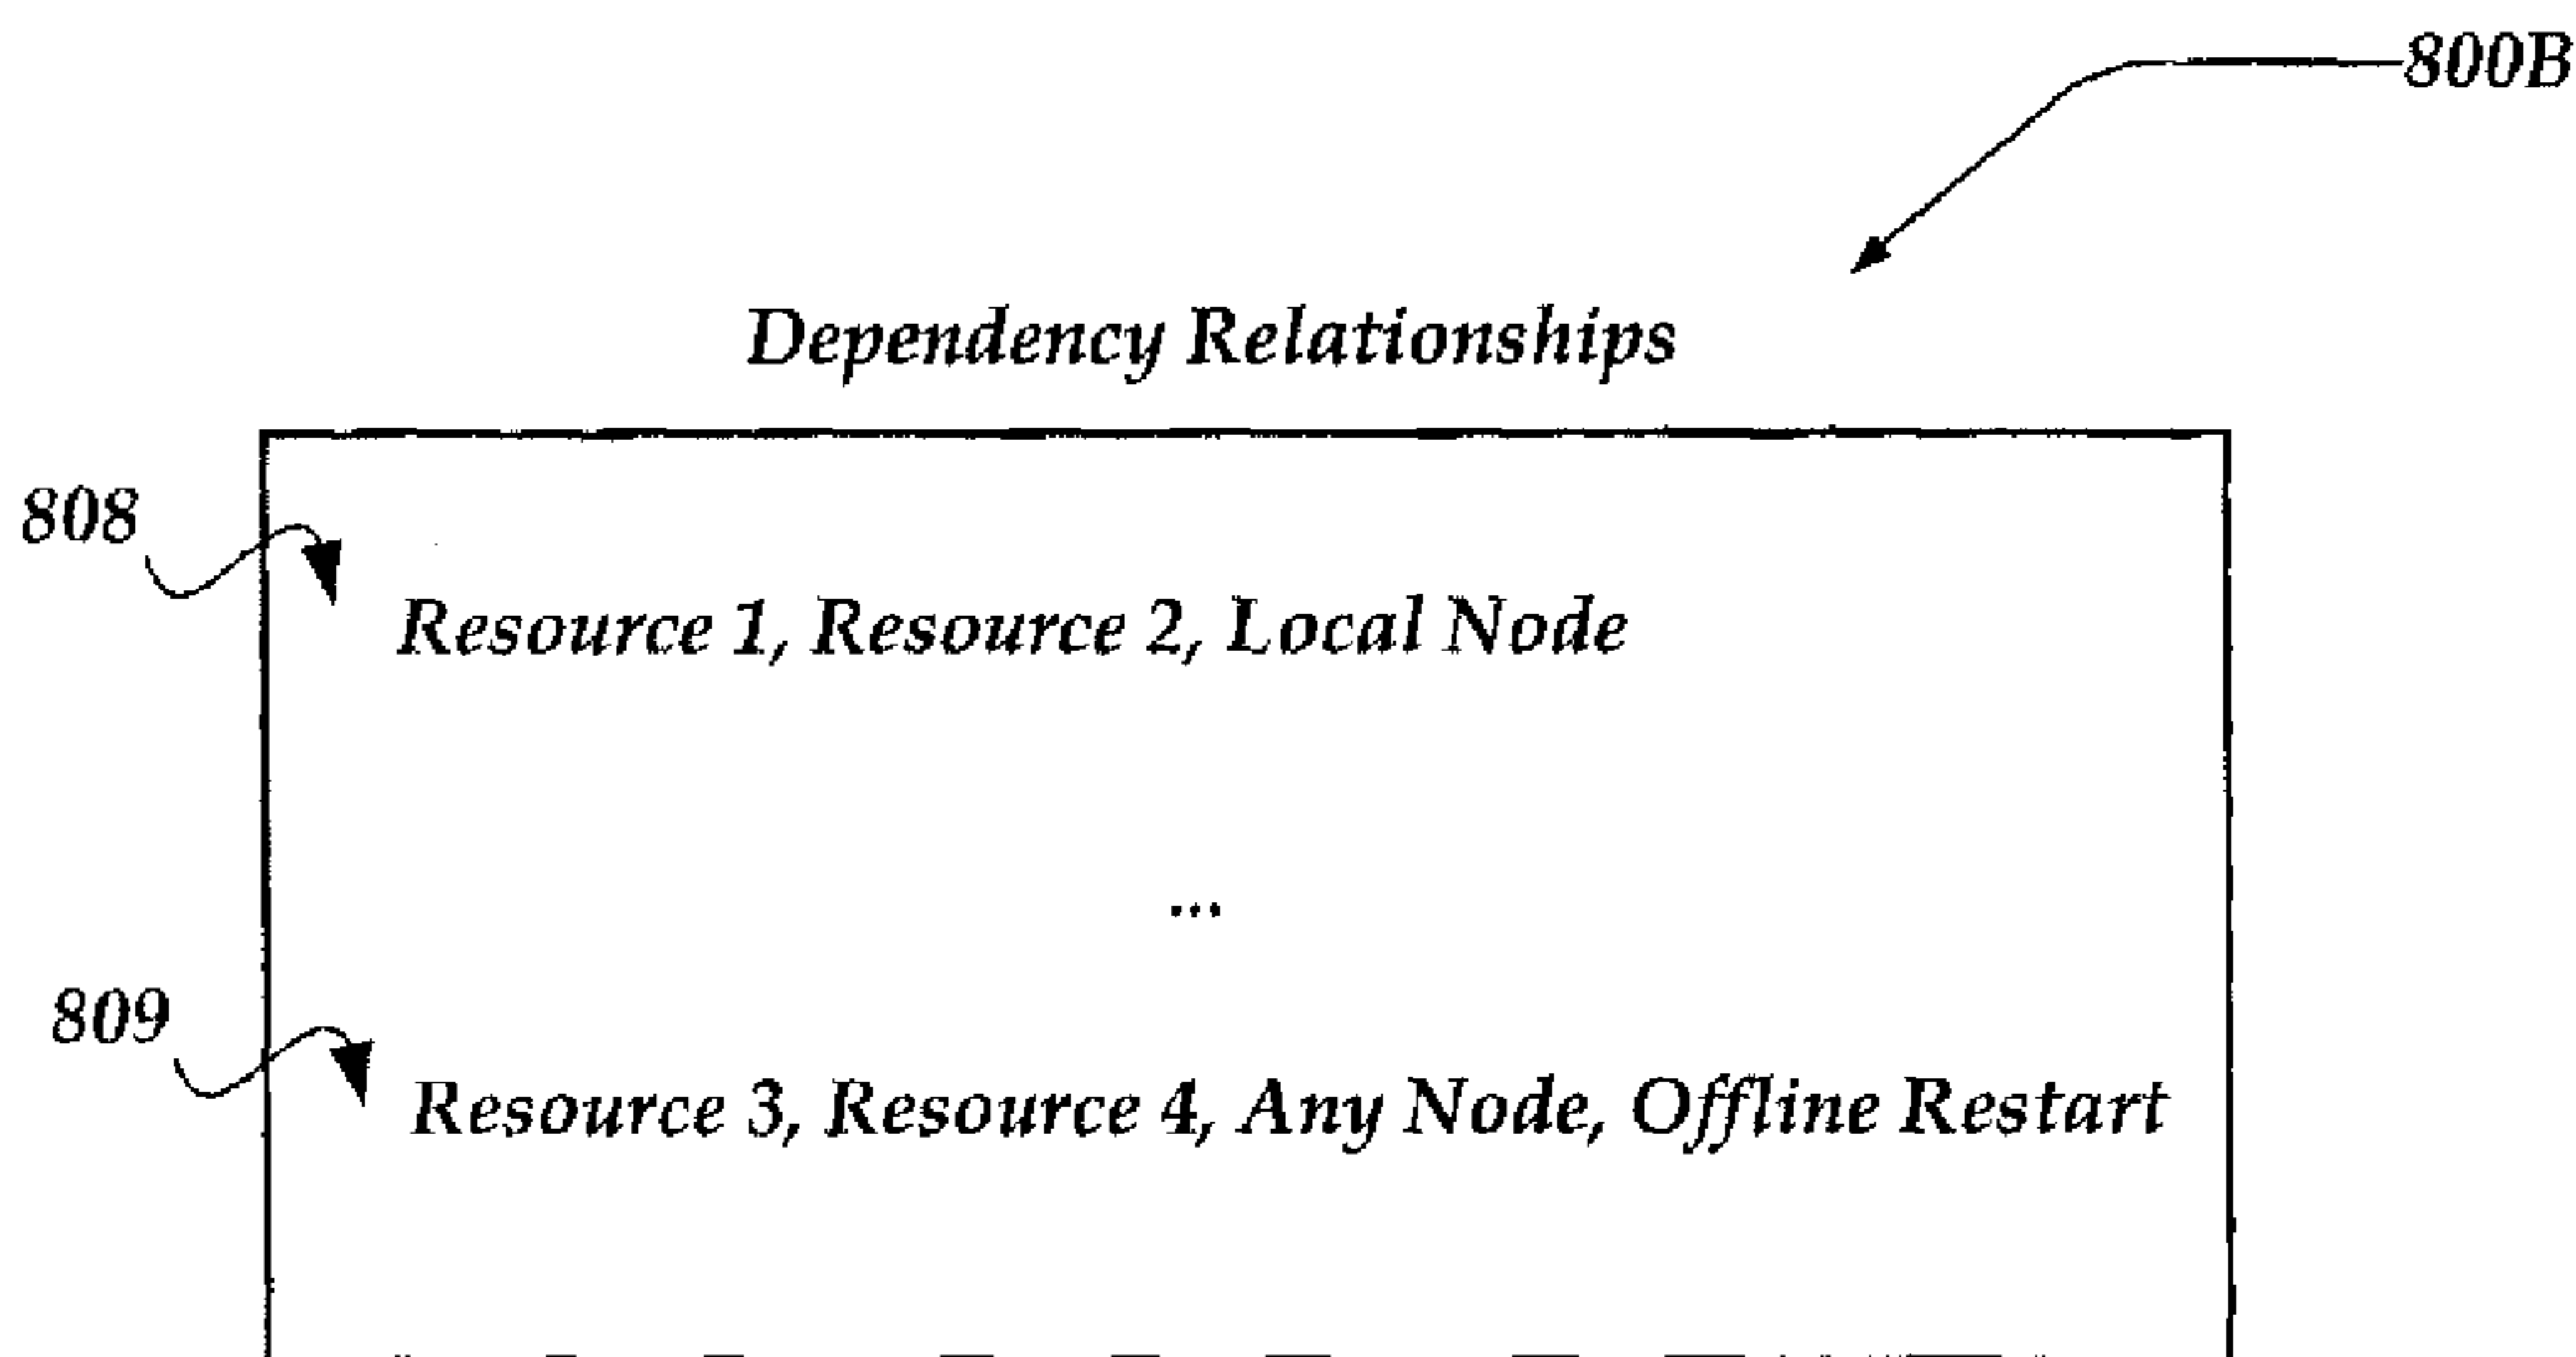 800B
Dependency Relationships
808
Resource 1, Resource 2, Local Node
...
809
Resource 3, Resource 4, Any Node, Offline Restart